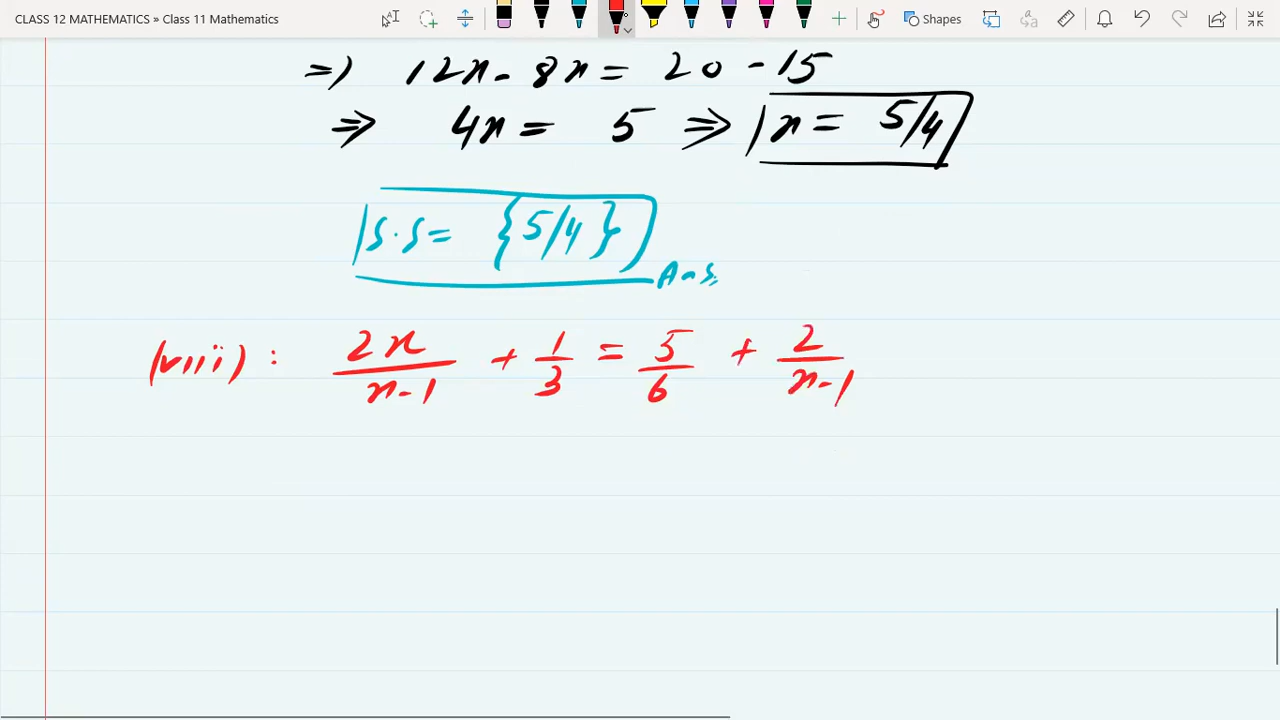 CLASS 12 MATHEMATICS » Class 11 Mathematics
Shapes
=) 12x - 8x = 20 - 15
⇒ 4x = 5 ⇒ x = 5/4
S.S = {5/4}
Ans.
(viii) : 2x/x-1 + 1/3 = 5/6 + 2/x-1